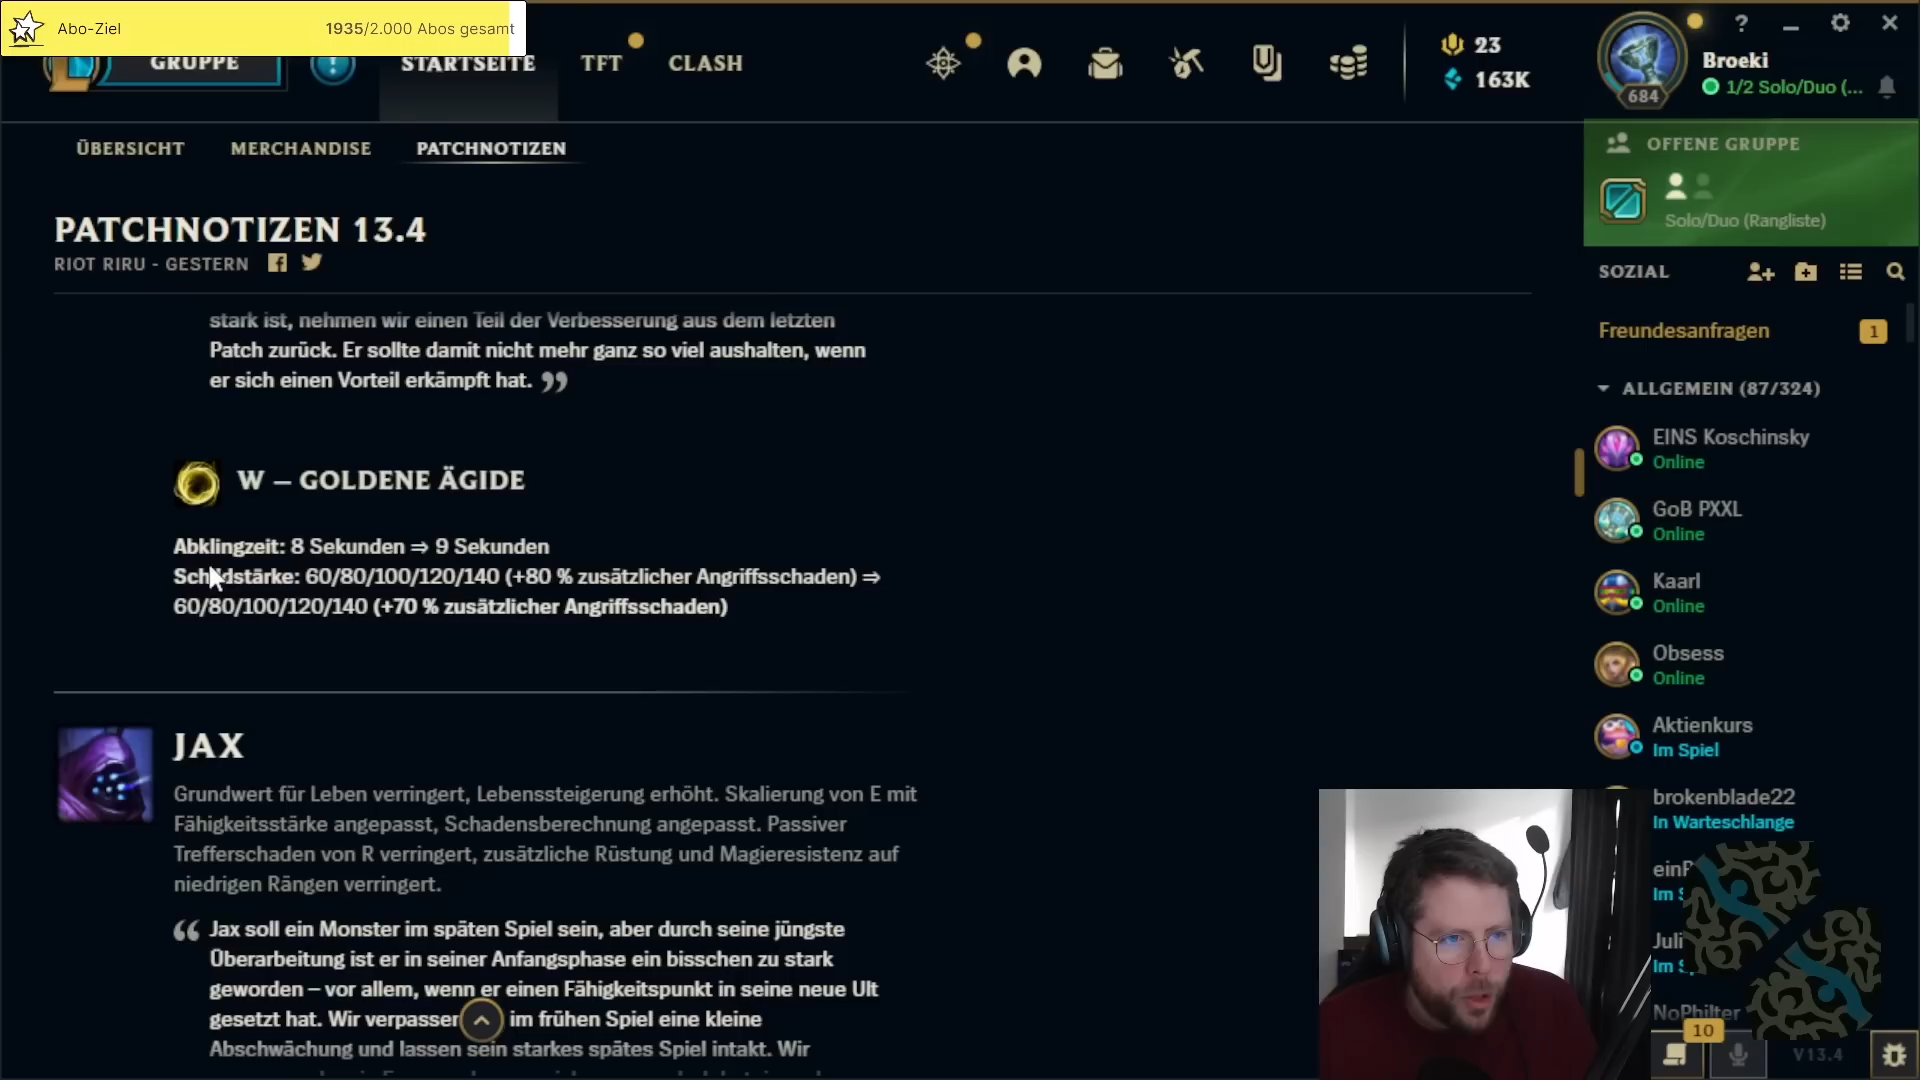 Abo-Ziel
1935/2.000 Abos gesamt
GRUPPE
STARTSEITE
TFT
CLASH
23
163K
684
Broeki
1/2 Solo/Duo (...
ÜBERSICHT
MERCHANDISE
PATCHNOTIZEN
OFFENE GRUPPE
Solo/Duo (Rangliste)
PATCHNOTIZEN 13.4
RIOT RIRU - GESTERN
SOZIAL
Freundesanfragen
1
ALLGEMEIN (87/324)
EINS Koschinsky
Online
GoB PXXL
Online
Kaarl
Online
Obsess
Online
Aktienkurs
Im Spiel
brokenblade22
In Warteschlange
Im S
Juli
Im S
NoPhilter
10
V13.4
stark ist, nehmen wir einen Teil der Verbesserung aus dem letzten
Patch zurück. Er sollte damit nicht mehr ganz so viel aushalten, wenn
er sich einen Vorteil erkämpft hat. ”
W – GOLDENE ÄGIDE
Abklingzeit: 8 Sekunden ⇒ 9 Sekunden
Schildstärke: 60/80/100/120/140 (+80 % zusätzlicher Angriffsschaden) ⇒
60/80/100/120/140 (+70 % zusätzlicher Angriffsschaden)
JAX
Grundwert für Leben verringert, Lebenssteigerung erhöht. Skalierung von E mit
Fähigkeitsstärke angepasst, Schadensberechnung angepasst. Passiver
Trefferschaden von R verringert, zusätzliche Rüstung und Magieresistenz auf
niedrigen Rängen verringert.
“ Jax soll ein Monster im späten Spiel sein, aber durch seine jüngste
Überarbeitung ist er in seiner Anfangsphase ein bisschen zu stark
geworden – vor allem, wenn er einen Fähigkeitspunkt in seine neue Ult
gesetzt hat. Wir verpassen im frühen Spiel eine kleine
Abschwächung und lassen sein starkes spätes Spiel intakt. Wir